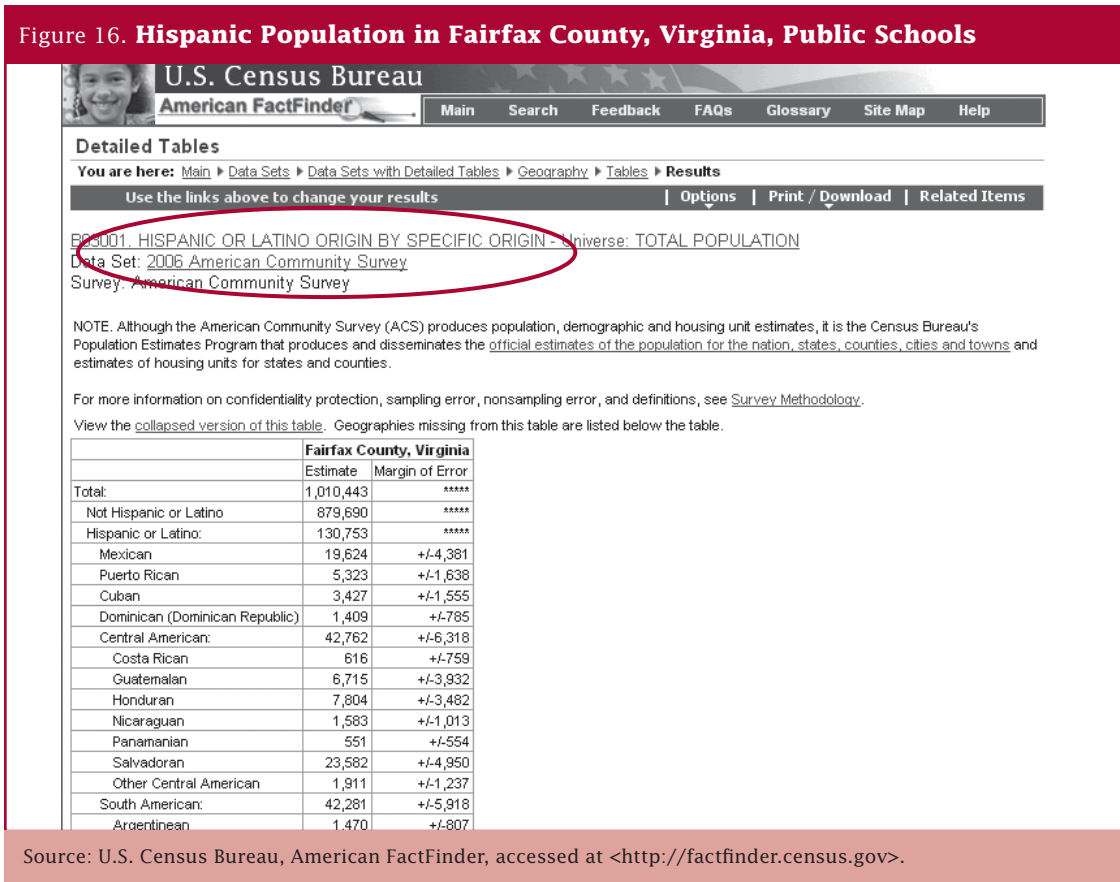 Figure 16. Hispanic Population in Fairfax County, Virginia, Public Schools
U.S. Census Bureau
American FactFinder
Main Search Feedback FAQs Glossary Site Map Help
Detailed Tables
You are here: Main Data Sets Data Sets with Detailed Tables Geography Tables Results
Use the links above to change your results | Options | Print / Download | Related Items
B03001. HISPANIC OR LATINO ORIGIN BY SPECIFIC ORIGIN - Universe: TOTAL POPULATION
Data Set: 2006 American Community Survey
Survey: American Community Survey
NOTE. Although the American Community Survey (ACS) produces population, demographic and housing unit estimates, it is the Census Bureau's
Population Estimates Program that produces and disseminates the official estimates of the population for the nation, states, counties, cities and towns and
estimates of housing units for states and counties.
For more information on confidentiality protection, sampling error, nonsampling error, and definitions, see Survey Methodology.
View the collapsed version of this table. Geographies missing from this table are listed below the table.
Fairfax County, Virginia
Estimate Margin of Error
Total: 1,010,443 *****
Not Hispanic or Latino 879,690 *****
Hispanic or Latino: 130,753 *****
Mexican 19,624 +/-4,381
Puerto Rican 5,323 +/-1,638
Cuban 3,427 +/-1,555
Dominican (Dominican Republic) 1,409 +/-785
Central American: 42,762 +/-6,318
Costa Rican 616 +/-759
Guatemalan 6,715 +/-3,932
Honduran 7,804 +/-3,482
Nicaraguan 1,583 +/-1,013
Panamanian 551 +/-554
Salvadoran 23,582 +/-4,950
Other Central American 1,911 +/-1,237
South American: 42,281 +/-5,918
Argentinean 1,470 +/-807
Source: U.S. Census Bureau, American FactFinder, accessed at <http://factfinder.census.gov>.